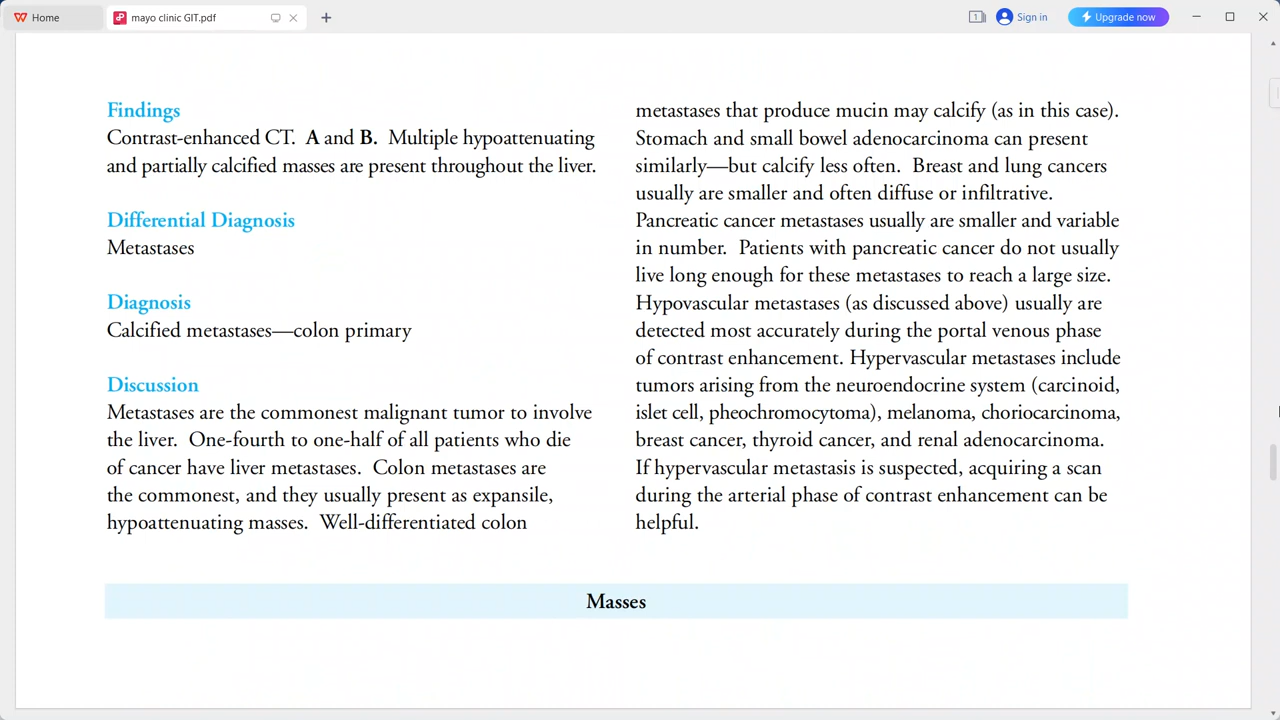 Home
mayo clinic GIT.pdf
1
Sign in
Upgrade now
Findings
Contrast-enhanced CT. A and B. Multiple hypoattenuating
and partially calcified masses are present throughout the liver.
Differential Diagnosis
Metastases
Diagnosis
Calcified metastases—colon primary
Discussion
Metastases are the commonest malignant tumor to involve
the liver. One-fourth to one-half of all patients who die
of cancer have liver metastases. Colon metastases are
the commonest, and they usually present as expansile,
hypoattenuating masses. Well-differentiated colon
metastases that produce mucin may calcify (as in this case).
Stomach and small bowel adenocarcinoma can present
similarly—but calcify less often. Breast and lung cancers
usually are smaller and often diffuse or infiltrative.
Pancreatic cancer metastases usually are smaller and variable
in number. Patients with pancreatic cancer do not usually
live long enough for these metastases to reach a large size.
Hypovascular metastases (as discussed above) usually are
detected most accurately during the portal venous phase
of contrast enhancement. Hypervascular metastases include
tumors arising from the neuroendocrine system (carcinoid,
islet cell, pheochromocytoma), melanoma, choriocarcinoma,
breast cancer, thyroid cancer, and renal adenocarcinoma.
If hypervascular metastasis is suspected, acquiring a scan
during the arterial phase of contrast enhancement can be
helpful.
Masses